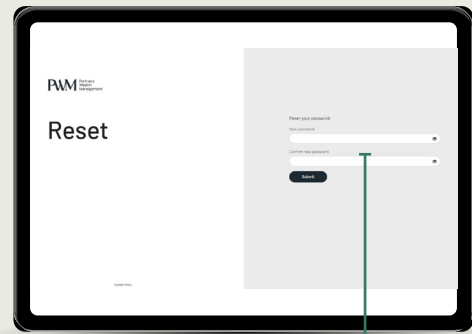 PWM Partners
Wealth
Management
Reset
Reset your password
New password
Confirm new password
Submit
Cookie Policy